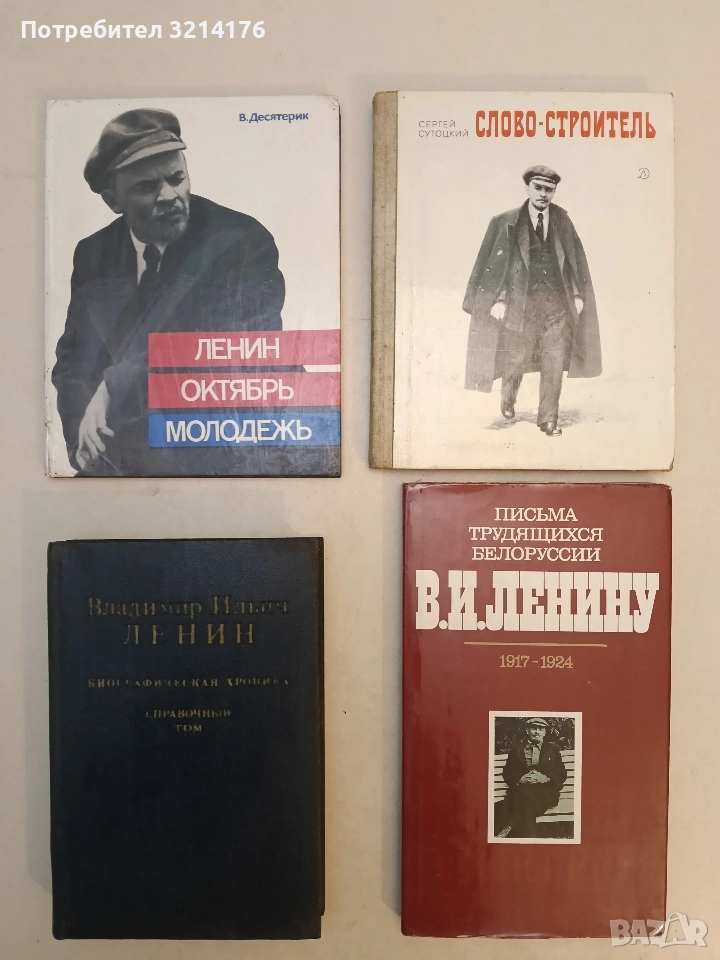 Потребител 3214176
В. Десятерик
ЛЕНИН
ОКТЯБРЬ
МОЛОДЕЖЬ
СЕРГЕЙ
СУТОЦКИЙ
СЛОВО-СТРОИТЕЛЬ
Владимир Ильич
ЛЕНИН
БИОГРАФИЧЕСКАЯ ХРОНИКА
СПРАВОЧНЫЙ
ТОМ
ПИСЬМА
ТРУДЯЩИХСЯ
БЕЛОРУССИИ
В.И.ЛЕНИНУ
1917-1924
BAZAR